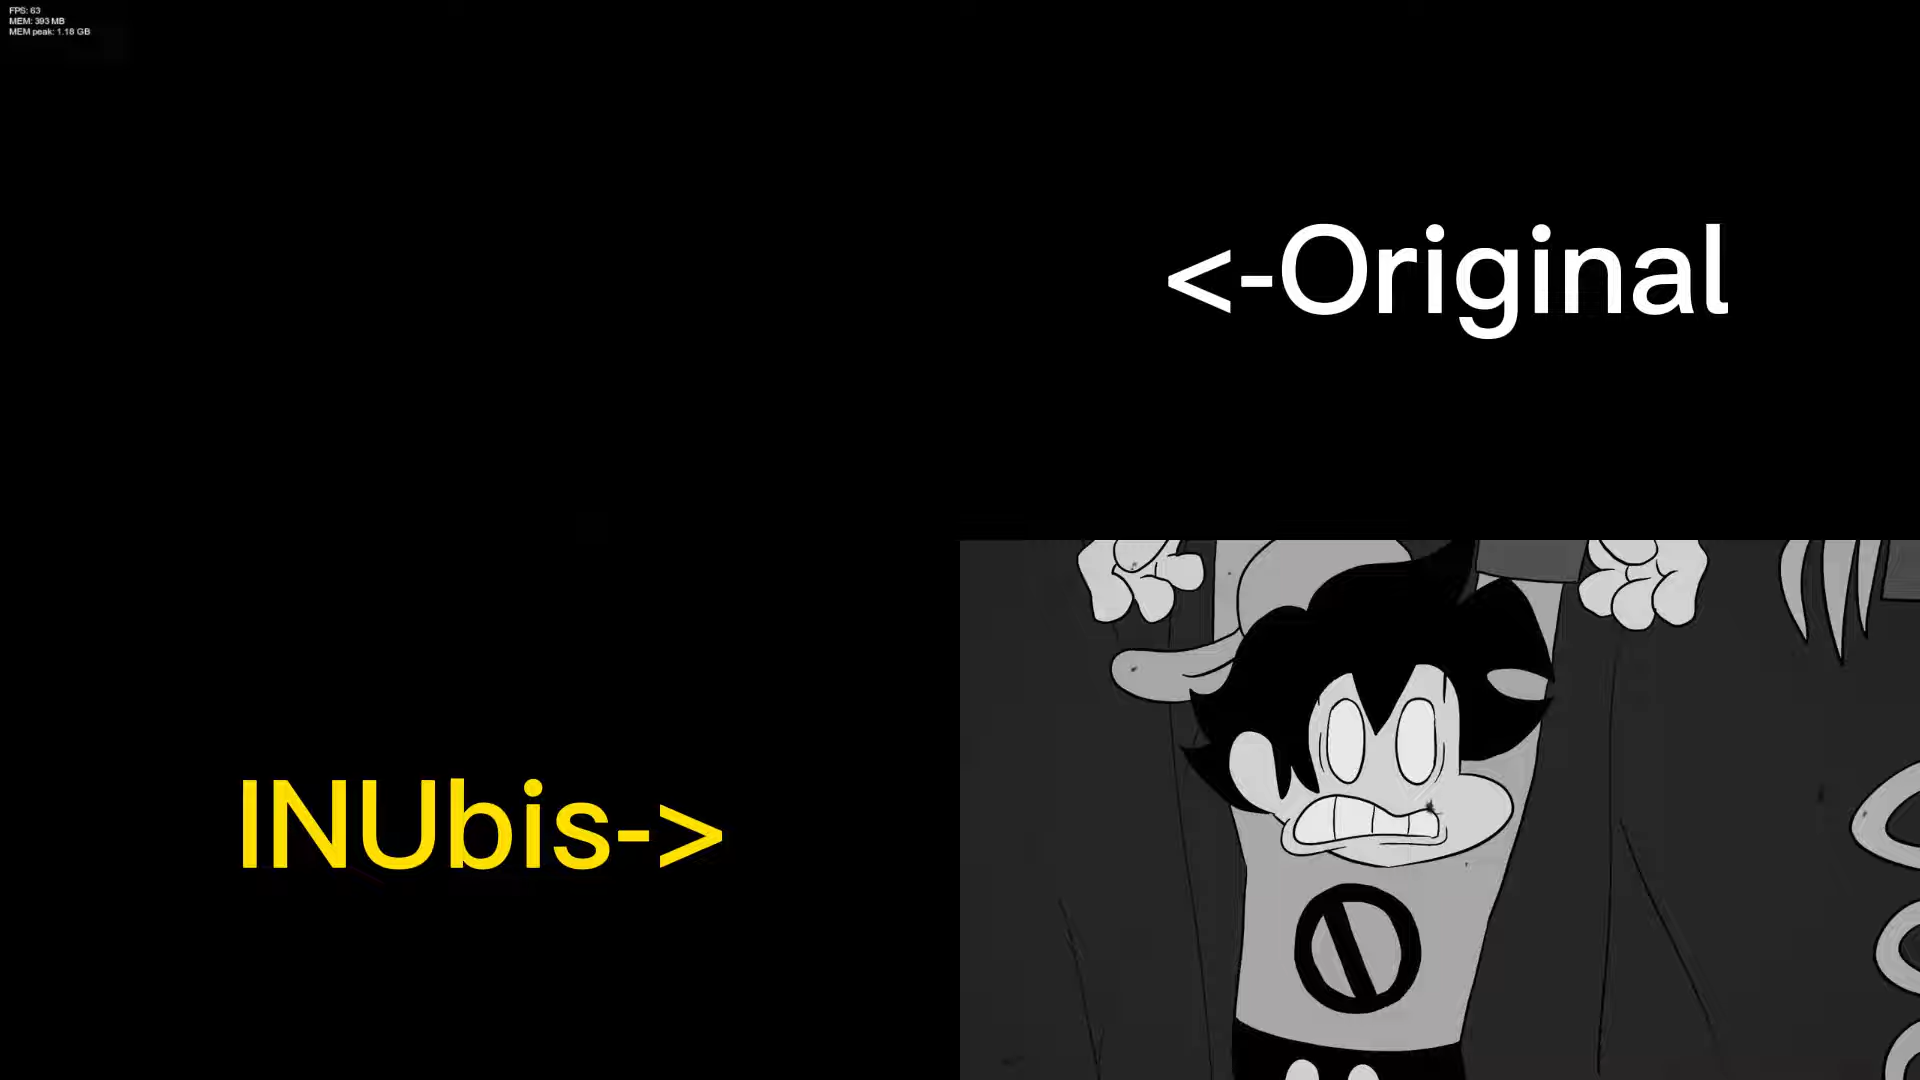 FPS: 63
MEM: 393 MB
MEM peak: 1.18 GB
<-Original
INUbis->